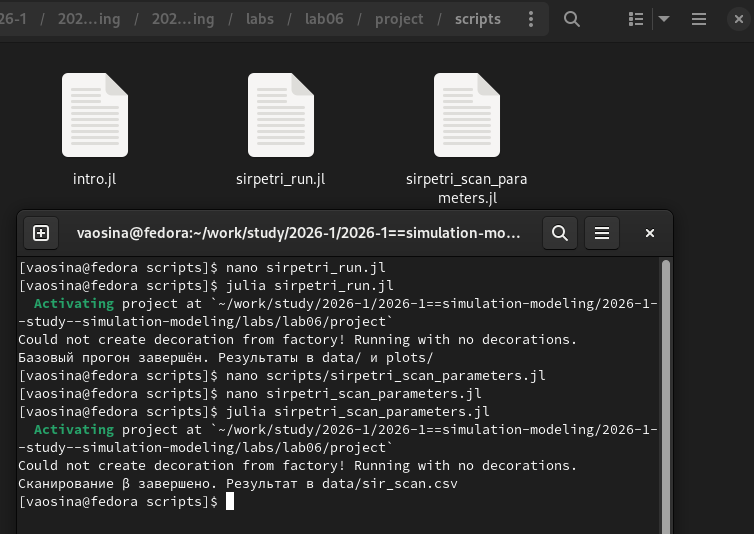 26-1 / 202...ing / 202...ing / labs / lab06 / project / scripts
intro.jl
sirpetri_run.jl
sirpetri_scan_para
meters.jl
vaosina@fedora:~/work/study/2026-1/2026-1==simulation-mo...
[vaosina@fedora scripts]$ nano sirpetri_run.jl
[vaosina@fedora scripts]$ julia sirpetri_run.jl
Activating project at `~/work/study/2026-1/2026-1==simulation-modeling/2026-1-
-study--simulation-modeling/labs/lab06/project`
Could not create decoration from factory! Running with no decorations.
Базовый прогон завершён. Результаты в data/ и plots/
[vaosina@fedora scripts]$ nano scripts/sirpetri_scan_parameters.jl
[vaosina@fedora scripts]$ nano sirpetri_scan_parameters.jl
[vaosina@fedora scripts]$ julia sirpetri_scan_parameters.jl
Activating project at `~/work/study/2026-1/2026-1==simulation-modeling/2026-1-
-study--simulation-modeling/labs/lab06/project`
Could not create decoration from factory! Running with no decorations.
Сканирование β завершено. Результат в data/sir_scan.csv
[vaosina@fedora scripts]$